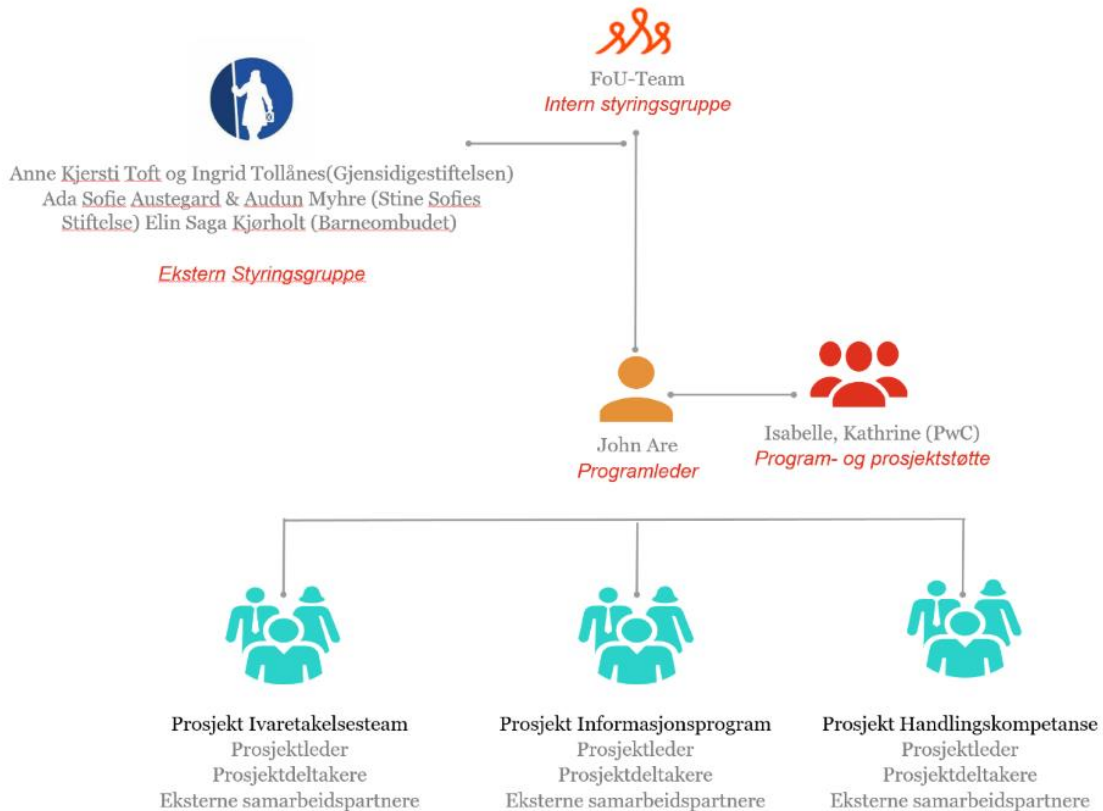 FoU-Team
Intern styringsgruppe
Anne Kjersti Toft og Ingrid Tollånes(Gjensidigestiftelsen)
Ada Sofie Austegard & Audun Myhre (Stine Sofies
Stiftelse) Elin Saga Kjørholt (Barneombudet)
Ekstern Styringsgruppe
John Are
Programleder
Isabelle, Kathrine (PwC)
Program- og prosjektstøtte
Prosjekt Ivaretakelsesteam
Prosjektleder
Prosjektdeltakere
Eksterne samarbeidspartnere
Prosjekt Informasjonsprogram
Prosjektleder
Prosjektdeltakere
Eksterne samarbeidspartnere
Prosjekt Handlingskompetanse
Prosjektleder
Prosjektdeltakere
Eksterne samarbeidspartnere